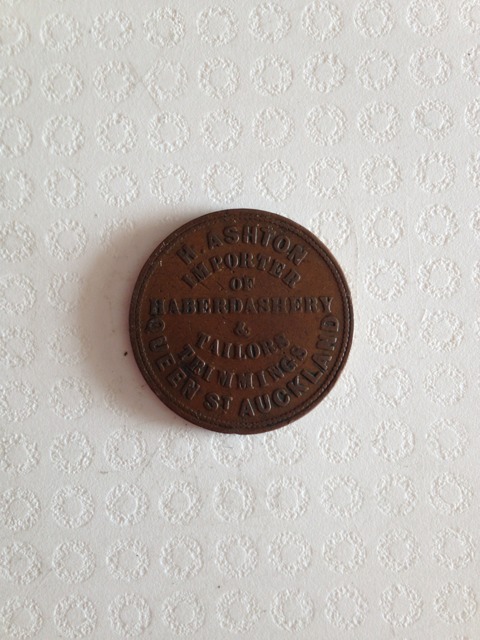 H. ASHTON
IMPORTER
OF
HABERDASHERY
&
TAILORS
TRIMMINGS
QUEEN ST AUCKLAND